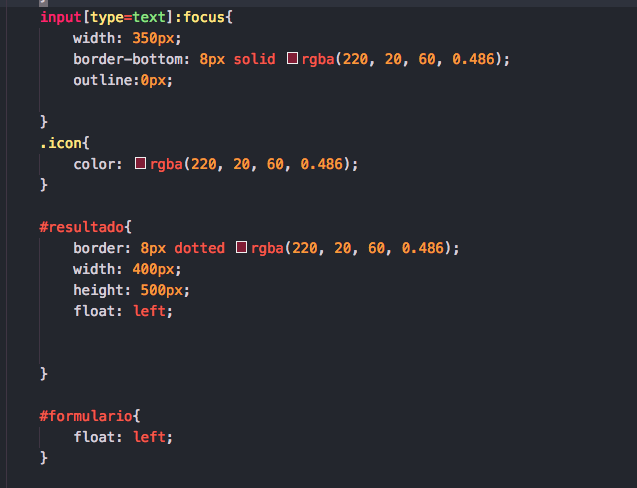 }
input[type=text]:focus{
    width: 350px;
    border-bottom: 8px solid rgba(220, 20, 60, 0.486);
    outline:0px;

}
.icon{
    color: rgba(220, 20, 60, 0.486);
}

#resultado{
    border: 8px dotted rgba(220, 20, 60, 0.486);
    width: 400px;
    height: 500px;
    float: left;


}

#formulario{
    float: left;
}